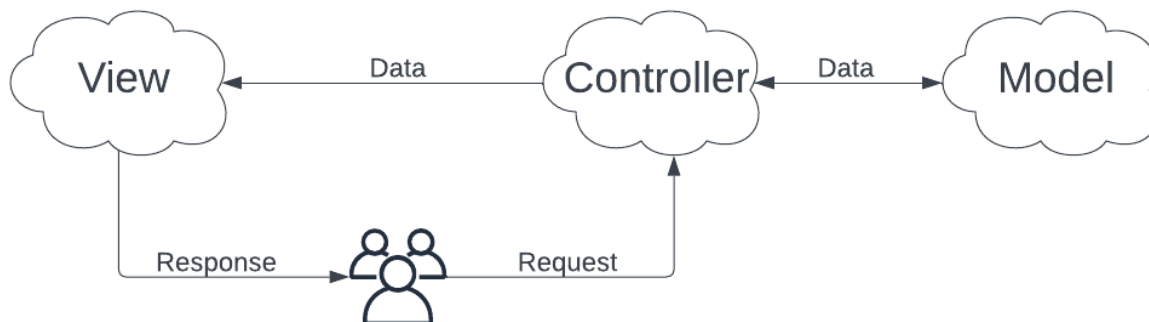 View
Data
Controller
Data
Model
Response
Request